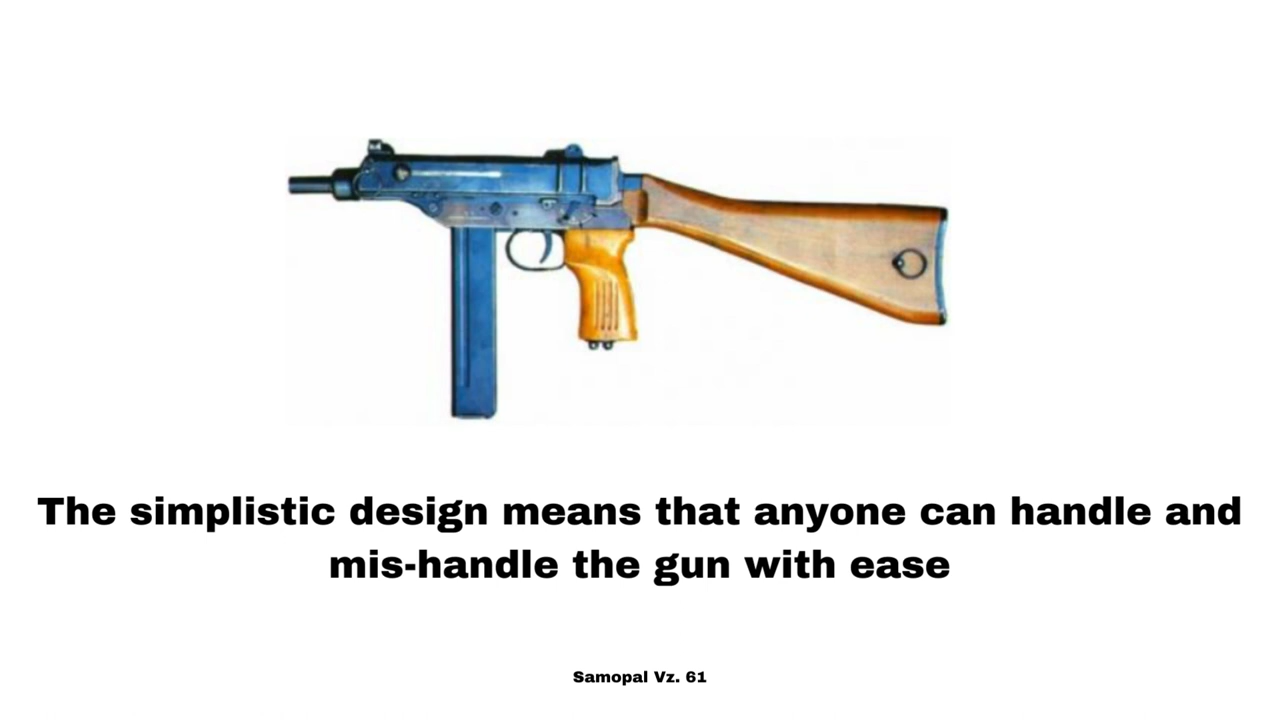 The simplistic design means that anyone can handle and
mis-handle the gun with ease
Samopal Vz. 61